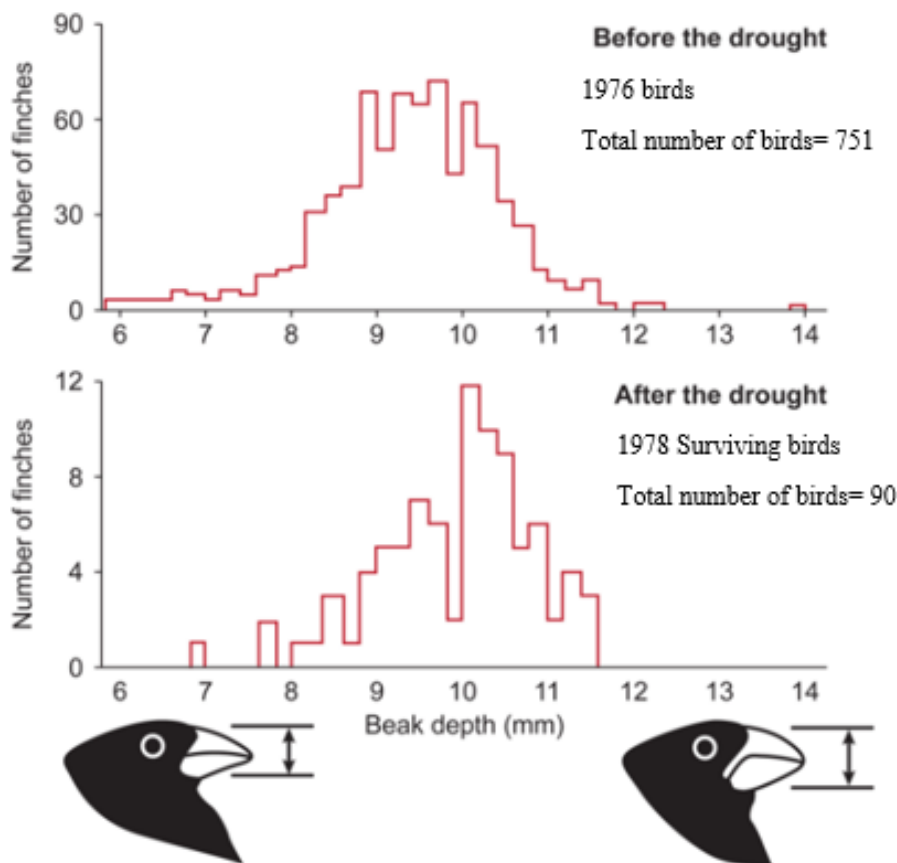 Number of finches
90
60
30
0
Before the drought
1976 birds
Total number of birds= 751
6 7 8 9 10 11 12 13 14
Number of finches
12
8
4
0
After the drought
1978 Surviving birds
Total number of birds= 90
6 7 8 9 10 11 12 13 14
Beak depth (mm)